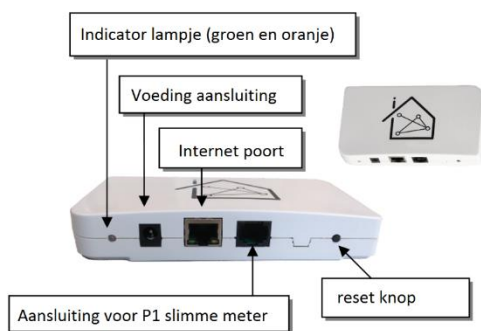 Indicator lampje (groen en oranje)
Voeding aansluiting
Internet poort
i
Aansluiting voor P1 slimme meter
reset knop